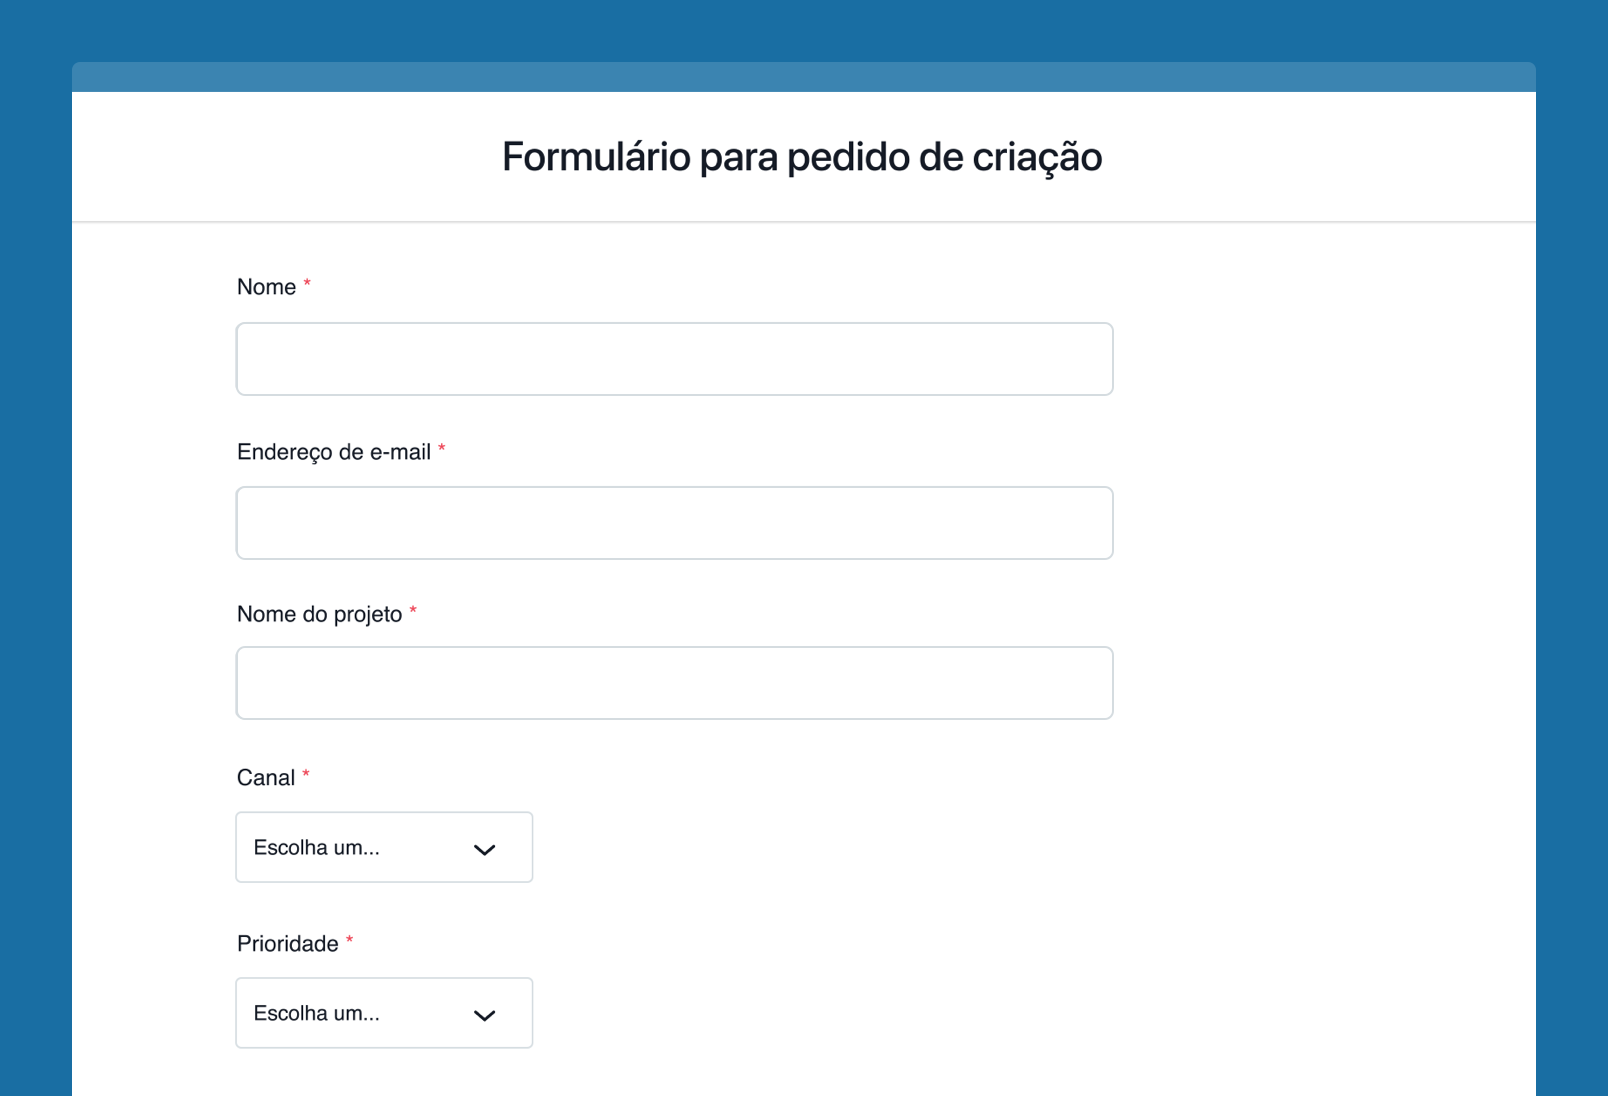 Formulário para pedido de criação
Nome *
Endereço de e-mail *
Nome do projeto *
Canal *
Escolha um...
Prioridade *
Escolha um...